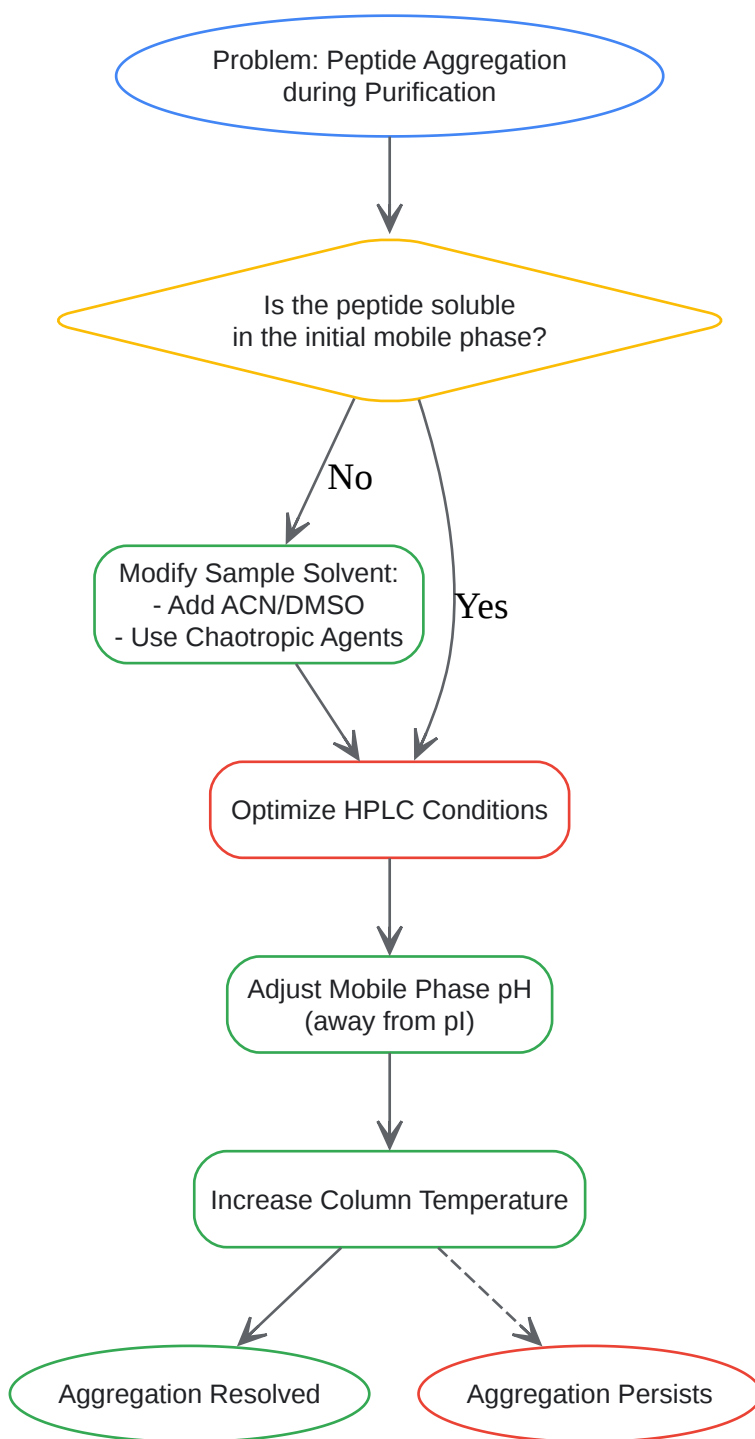 Problem: Peptide Aggregation
during Purification
Is the peptide soluble
in the initial mobile phase?
No
Modify Sample Solvent:
- Add ACN/DMSO
- Use Chaotropic Agents
Yes
Optimize HPLC Conditions
Adjust Mobile Phase pH
(away from pI)
Increase Column Temperature
Aggregation Resolved
Aggregation Persists